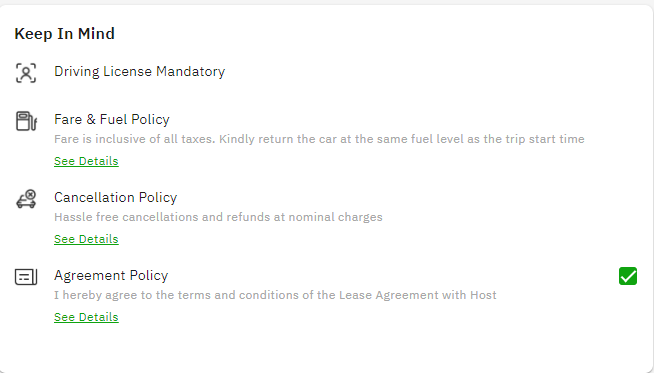 Keep In Mind
Driving License Mandatory
Fare & Fuel Policy
Fare is inclusive of all taxes. Kindly return the car at the same fuel level as the trip start time
See Details
Cancellation Policy
Hassle free cancellations and refunds at nominal charges
See Details
Agreement Policy
I hereby agree to the terms and conditions of the Lease Agreement with Host
See Details